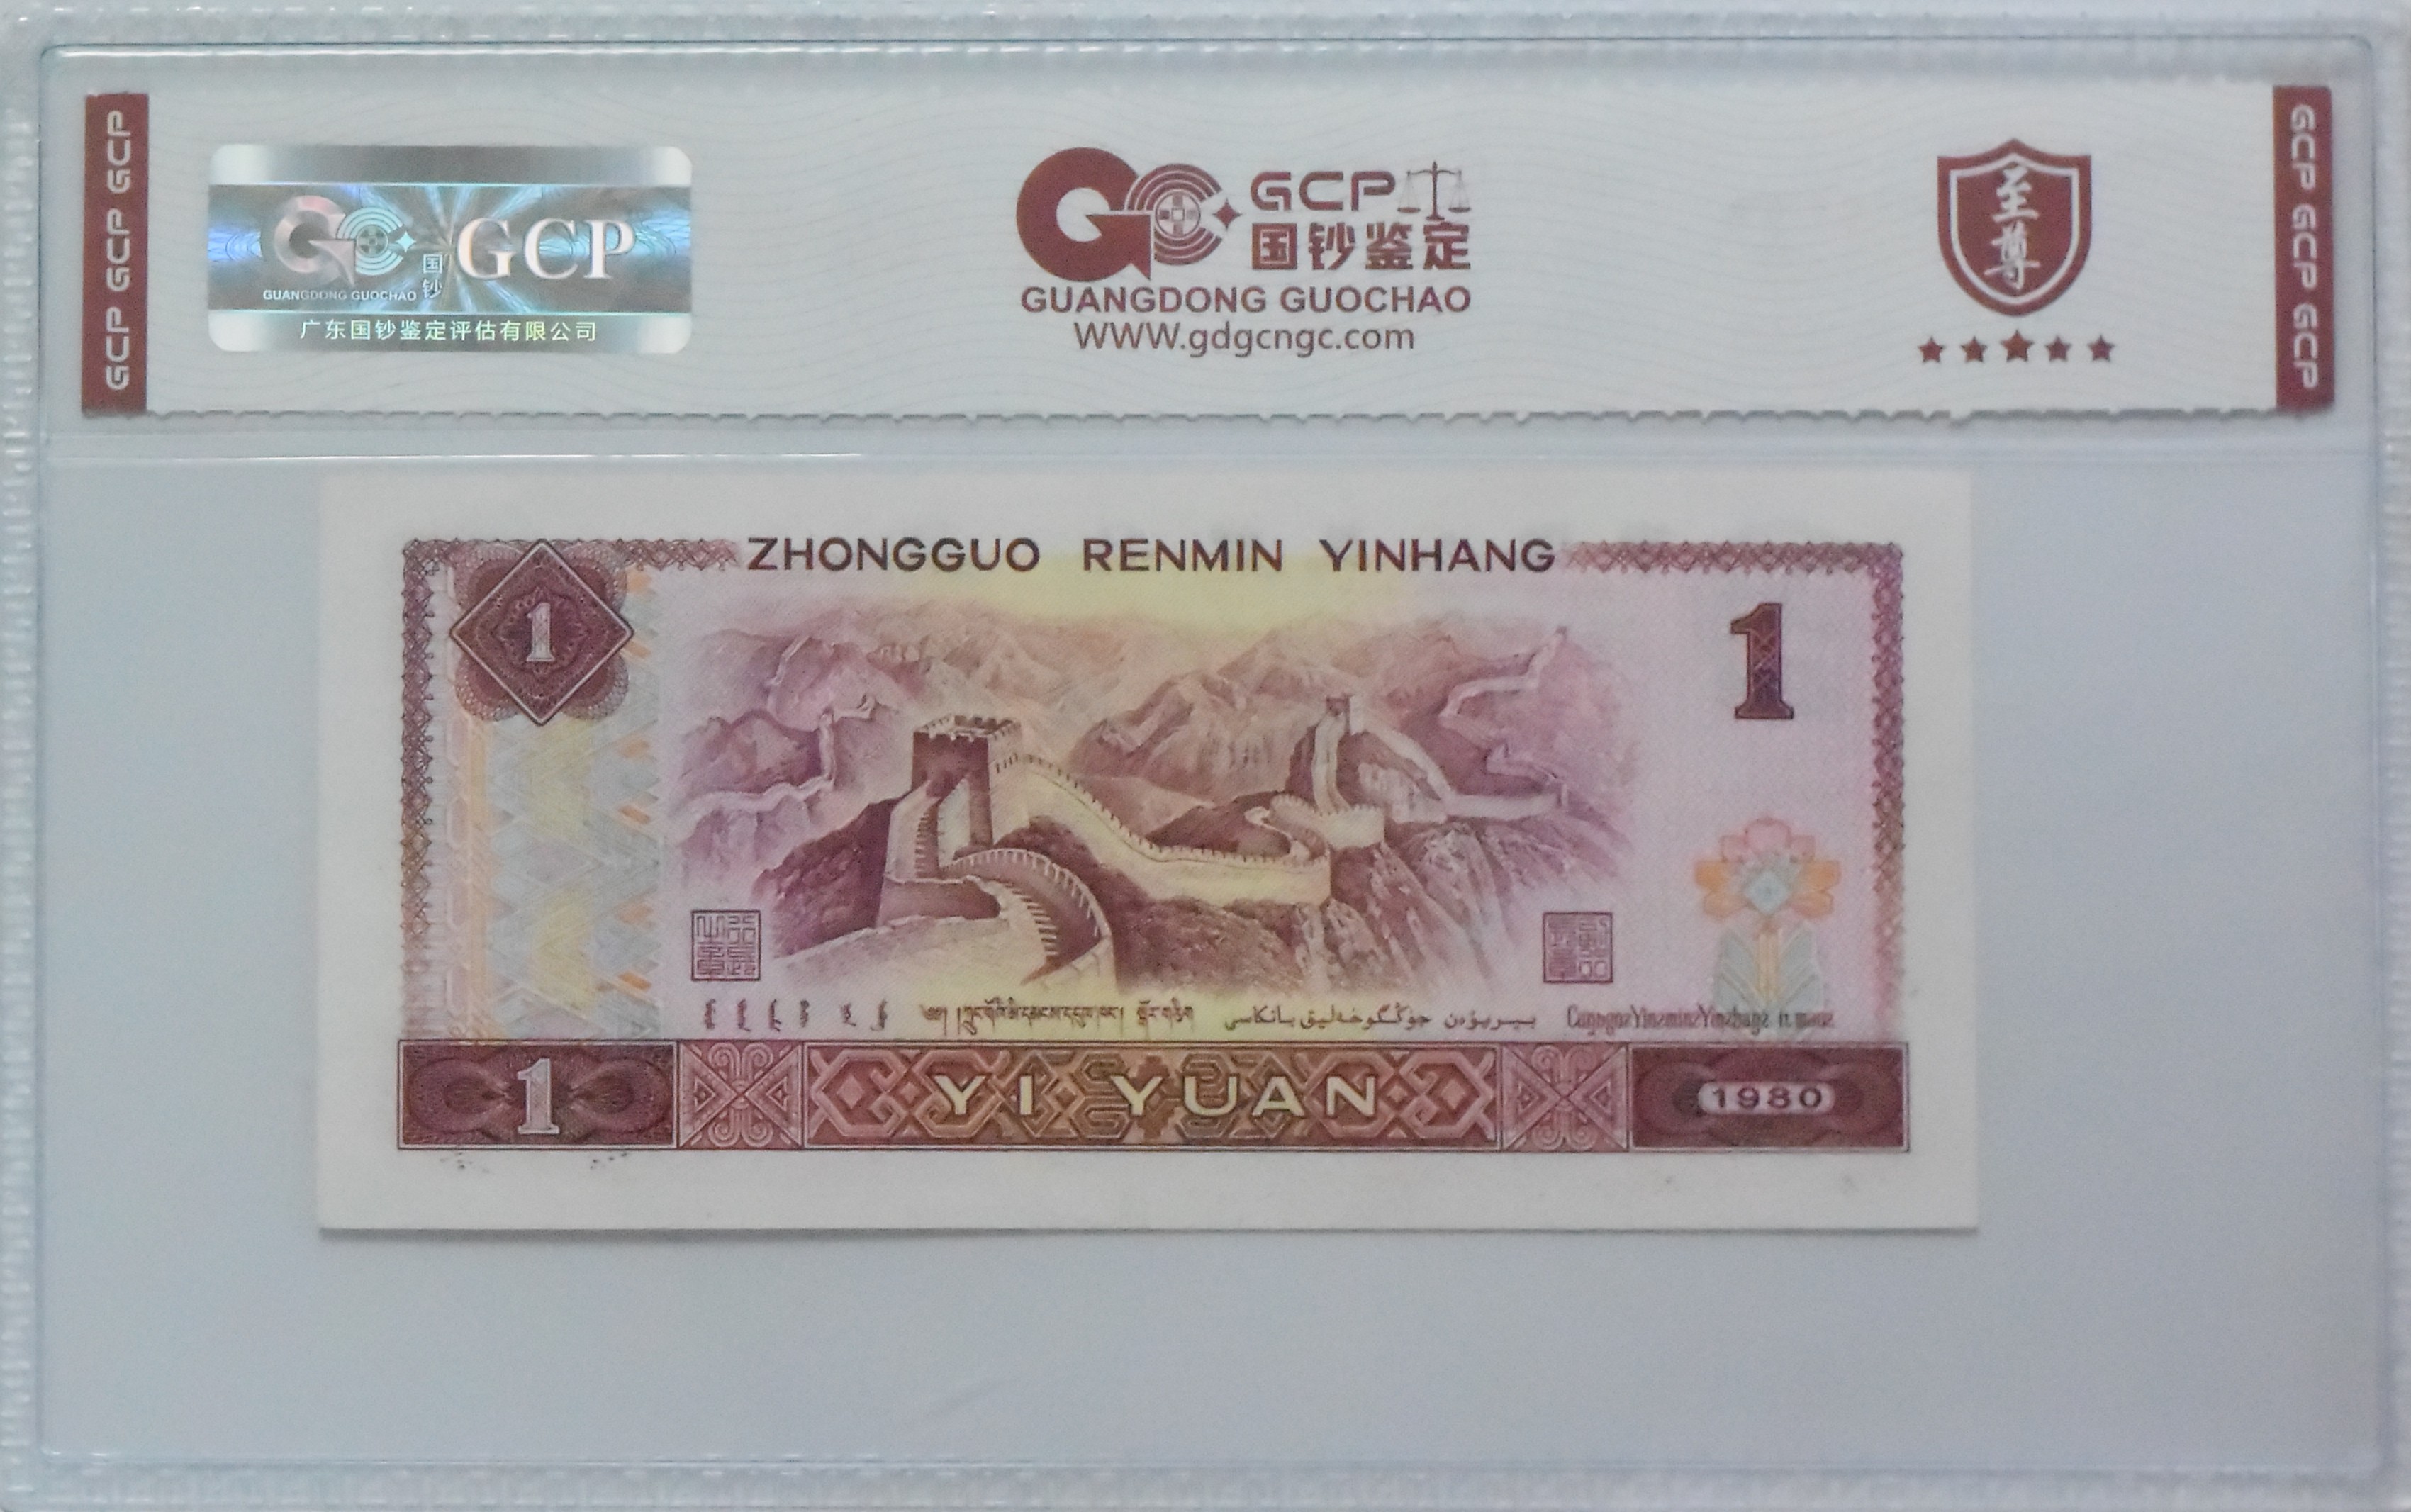 GCP GCP GCP
国钞 GCP
GUANGDONG GUOCHAO
广东国钞鉴定评估有限公司
GCP
国钞鉴定
GUANGDONG GUOCHAO
WWW.gdgcngc.com
至尊
GCP GCP GCP
ZHONGGUO RENMIN YINHANG
1
1
1
YI YUAN
1980